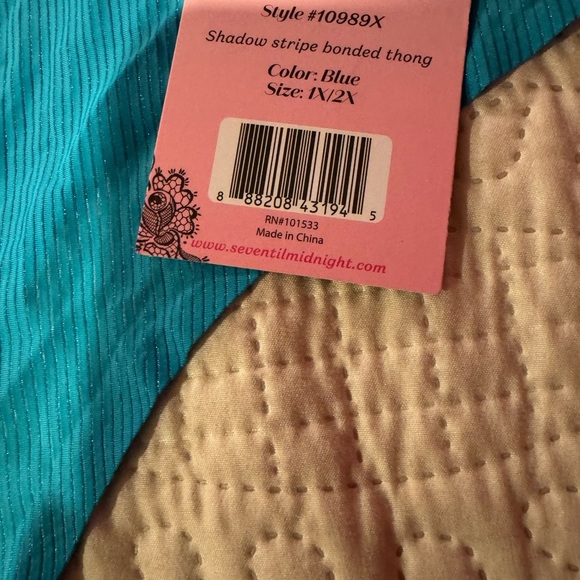 Style #10989X
Shadow stripe bonded thong
Color: Blue
Size: 1X/2X
8 88208 43194 5
RN#101533
Made in China
www.seventilmidnight.com